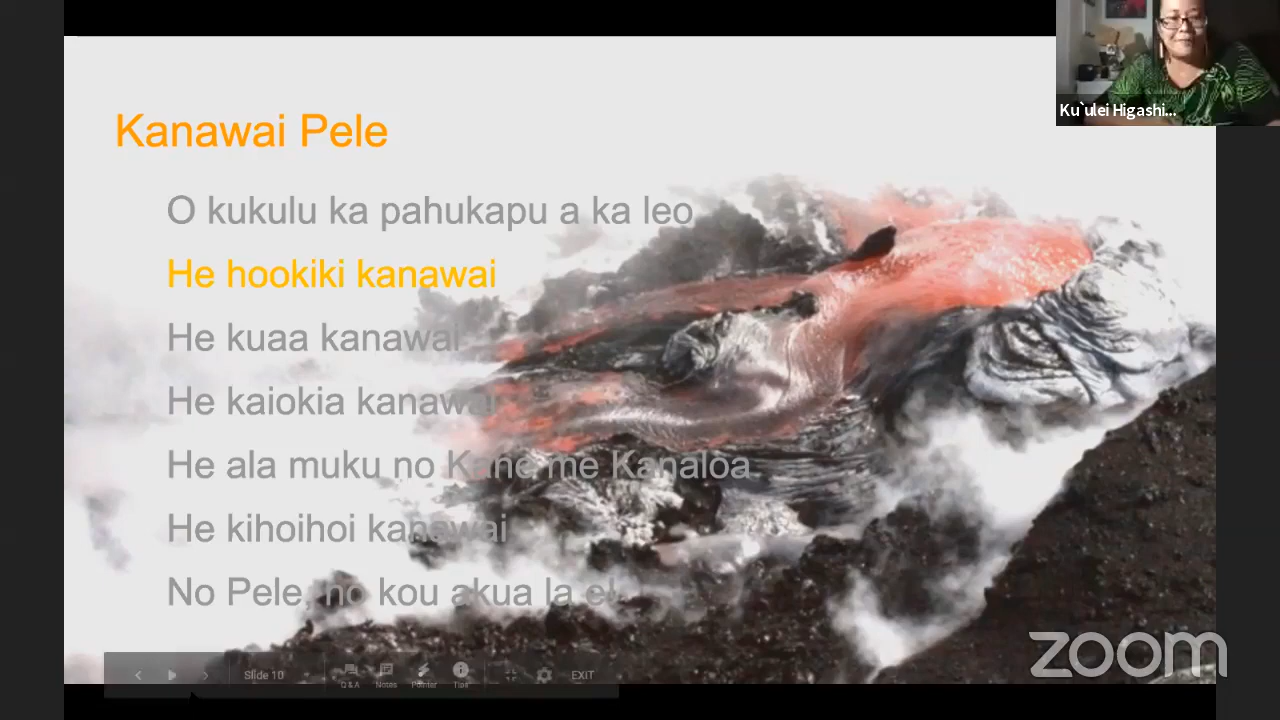 Kanawai Pele
O kukulu ka pahukapu a ka leo
He hookiki kanawai
He kuaa kanawai
He kaiokia kanawai
He ala muku no Kane me Kanaloa
He kihoihoi kanawai
No Pele, no kou akua la e!
Ku`ulei Higashi...
Slide 10
Q&A Notes Pointer Tips
EXIT
zoom